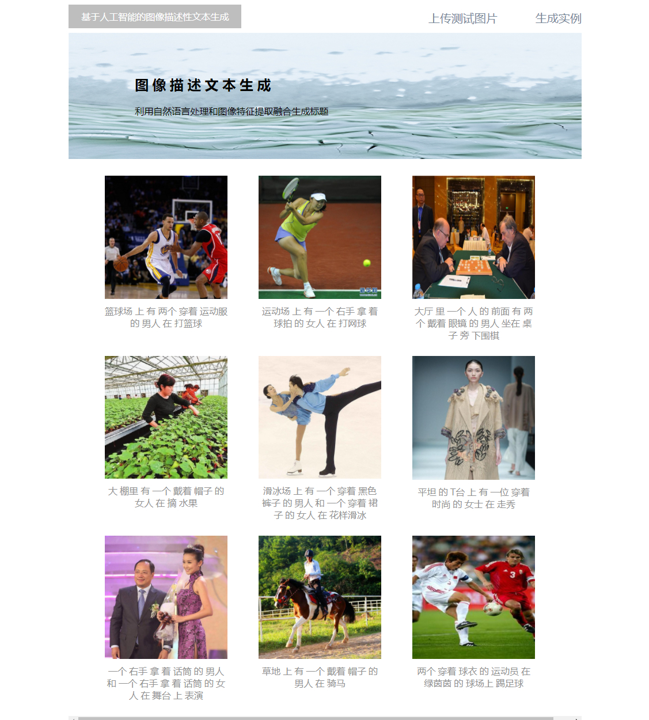 基于人工智能的图像描述性文本生成
上传测试图片 生成实例
图像描述文本生成
利用自然语言处理和图像特征提取融合生成标题
篮球场 上 有 两个 穿着 运动服
的 男人 在 打篮球
运动场 上 有 一个 右手 拿 着
球拍 的 女人 在 打网球
大厅 里 一个 人 的 前面 有 两
个 戴着 眼镜 的 男人 坐在 桌
子 旁 下围棋
大 棚里 有 一个 戴着 帽子 的
女人 在 摘 水果
滑冰场 上 有 一个 穿着 黑色
裤子 的 男人 和 一个 穿着 裙
子 的 女人 在 花样滑冰
平坦 的 T台 上 有 一位 穿着
时尚 的 女士 在 走秀
一个 右手 拿 着 话筒 的 男人
和 一个 右手 拿 着 话筒 的 女
人 在 舞台 上 表演
草地 上 有 一个 戴着 帽子 的
男人 在 骑马
两个 穿着 球衣 的 运动员 在
绿茵茵 的 球场上 踢足球